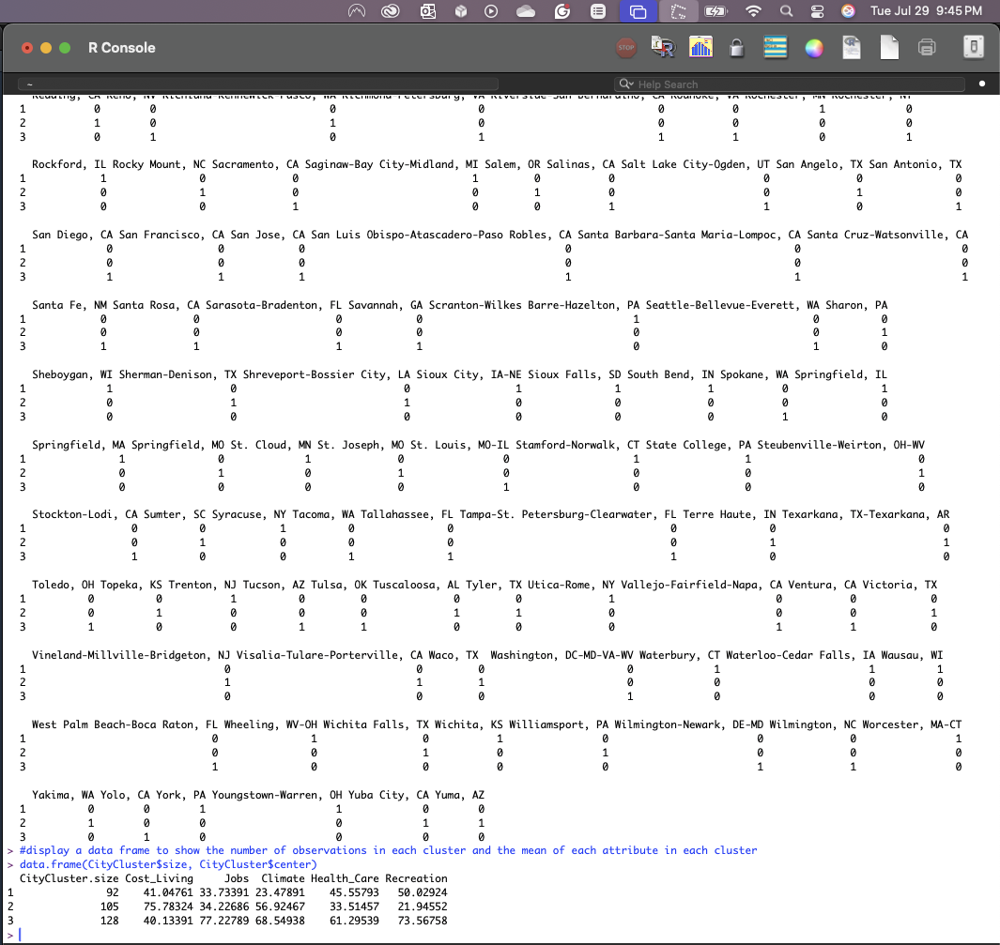 Tue Jul 29 9:45 PM
R Console
STOP
~
Help Search
Redding, CA Reno, NV Richland-Kennewick-Pasco, WA Richmond-Petersburg, VA Riverside-San Bernardino, CA Roanoke, VA Rochester, MN Rochester, NY
1 0 0 0 0 0 0 1 0
2 1 0 1 0 0 0 0 0
3 0 1 0 1 1 1 0 1
Rockford, IL Rocky Mount, NC Sacramento, CA Saginaw-Bay City-Midland, MI Salem, OR Salinas, CA Salt Lake City-Ogden, UT San Angelo, TX San Antonio, TX
1 1 0 0 1 0 0 0 0 0
2 0 1 0 0 1 0 0 1 0
3 0 0 1 0 0 1 1 0 1
San Diego, CA San Francisco, CA San Jose, CA San Luis Obispo-Atascadero-Paso Robles, CA Santa Barbara-Santa Maria-Lompoc, CA Santa Cruz-Watsonville, CA
1 0 0 0 0 0 0
2 0 0 0 0 0 0
3 1 1 1 1 1 1
Santa Fe, NM Santa Rosa, CA Sarasota-Bradenton, FL Savannah, GA Scranton-Wilkes Barre-Hazelton, PA Seattle-Bellevue-Everett, WA Sharon, PA
1 0 0 0 0 1 0 0
2 0 0 0 0 0 0 1
3 1 1 1 1 0 1 0
Sheboygan, WI Sherman-Denison, TX Shreveport-Bossier City, LA Sioux City, IA-NE Sioux Falls, SD South Bend, IN Spokane, WA Springfield, IL
1 1 0 0 1 1 1 0 1
2 0 1 1 0 0 0 0 0
3 0 0 0 0 0 0 1 0
Springfield, MA Springfield, MO St. Cloud, MN St. Joseph, MO St. Louis, MO-IL Stamford-Norwalk, CT State College, PA Steubenville-Weirton, OH-WV
1 1 0 1 0 0 1 1 0
2 0 1 0 1 0 0 0 1
3 0 0 0 0 1 0 0 0
Stockton-Lodi, CA Sumter, SC Syracuse, NY Tacoma, WA Tallahassee, FL Tampa-St. Petersburg-Clearwater, FL Terre Haute, IN Texarkana, TX-Texarkana, AR
1 0 0 1 0 0 0 0 0
2 0 1 0 0 0 0 1 1
3 1 0 0 1 1 1 0 0
Toledo, OH Topeka, KS Trenton, NJ Tucson, AZ Tulsa, OK Tuscaloosa, AL Tyler, TX Utica-Rome, NY Vallejo-Fairfield-Napa, CA Ventura, CA Victoria, TX
1 0 0 1 0 0 0 0 1 0 0 0
2 0 1 0 0 0 1 1 0 0 0 1
3 1 0 0 1 1 0 0 0 1 1 0
Vineland-Millville-Bridgeton, NJ Visalia-Tulare-Porterville, CA Waco, TX Washington, DC-MD-VA-WV Waterbury, CT Waterloo-Cedar Falls, IA Wausau, WI
1 0 0 0 0 1 1 1
2 1 1 1 0 0 0 0
3 0 0 0 1 0 0 0
West Palm Beach-Boca Raton, FL Wheeling, WV-OH Wichita Falls, TX Wichita, KS Williamsport, PA Wilmington-Newark, DE-MD Wilmington, NC Worcester, MA-CT
1 0 1 0 1 0 0 0 1
2 0 0 1 0 1 0 0 0
3 1 0 0 0 0 1 1 0
Yakima, WA Yolo, CA York, PA Youngstown-Warren, OH Yuba City, CA Yuma, AZ
1 0 0 1 1 0 0
2 1 0 0 0 1 1
3 0 1 0 0 0 0
> #display a data frame to show the number of observations in each cluster and the mean of each attribute in each cluster
> data.frame(CityCluster$size, CityCluster$center)
CityCluster.size Cost_Living Jobs Climate Health_Care Recreation
1 92 41.04761 33.73391 23.47891 45.55793 50.02924
2 105 75.78324 34.22686 56.92467 33.51457 21.94552
3 128 40.13391 77.22789 68.54938 61.29539 73.56758
>